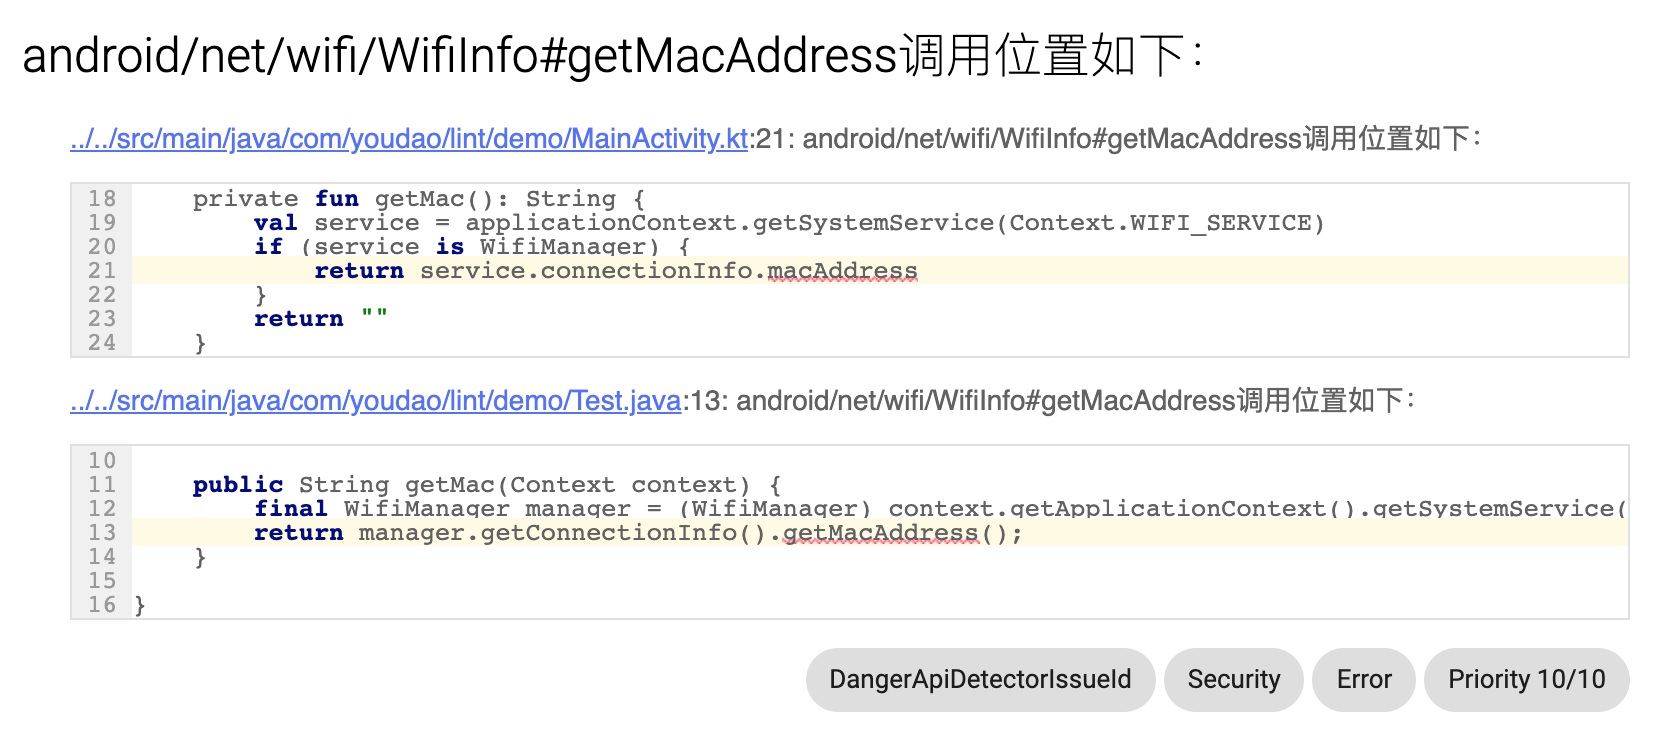 android/net/wifi/WifiInfo#getMacAddress调用位置如下：
../../src/main/java/com/youdao/lint/demo/MainActivity.kt:21: android/net/wifi/WifiInfo#getMacAddress调用位置如下：
18    private fun getMac(): String {
19        val service = applicationContext.getSystemService(Context.WIFI_SERVICE)
20        if (service is WifiManager) {
21            return service.connectionInfo.macAddress
22        }
23        return ""
24    }
../../src/main/java/com/youdao/lint/demo/Test.java:13: android/net/wifi/WifiInfo#getMacAddress调用位置如下：
10
11    public String getMac(Context context) {
12        final WifiManager manager = (WifiManager) context.getApplicationContext().getSystemService(
13        return manager.getConnectionInfo().getMacAddress();
14    }
15
16 }
DangerApiDetectorIssueId Security Error Priority 10/10